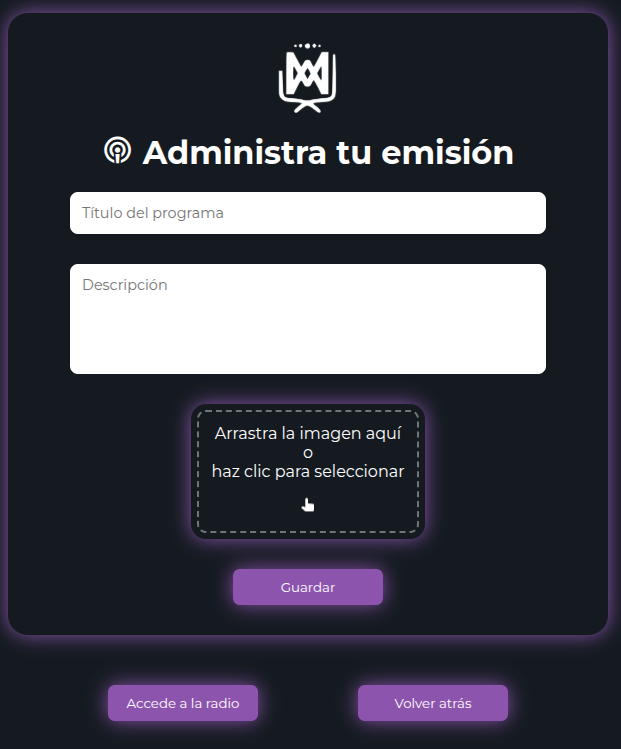 Administra tu emisión
Título del programa
Descripción
Arrastra la imagen aquí
o
haz clic para seleccionar
Guardar
Accede a la radio
Volver atrás